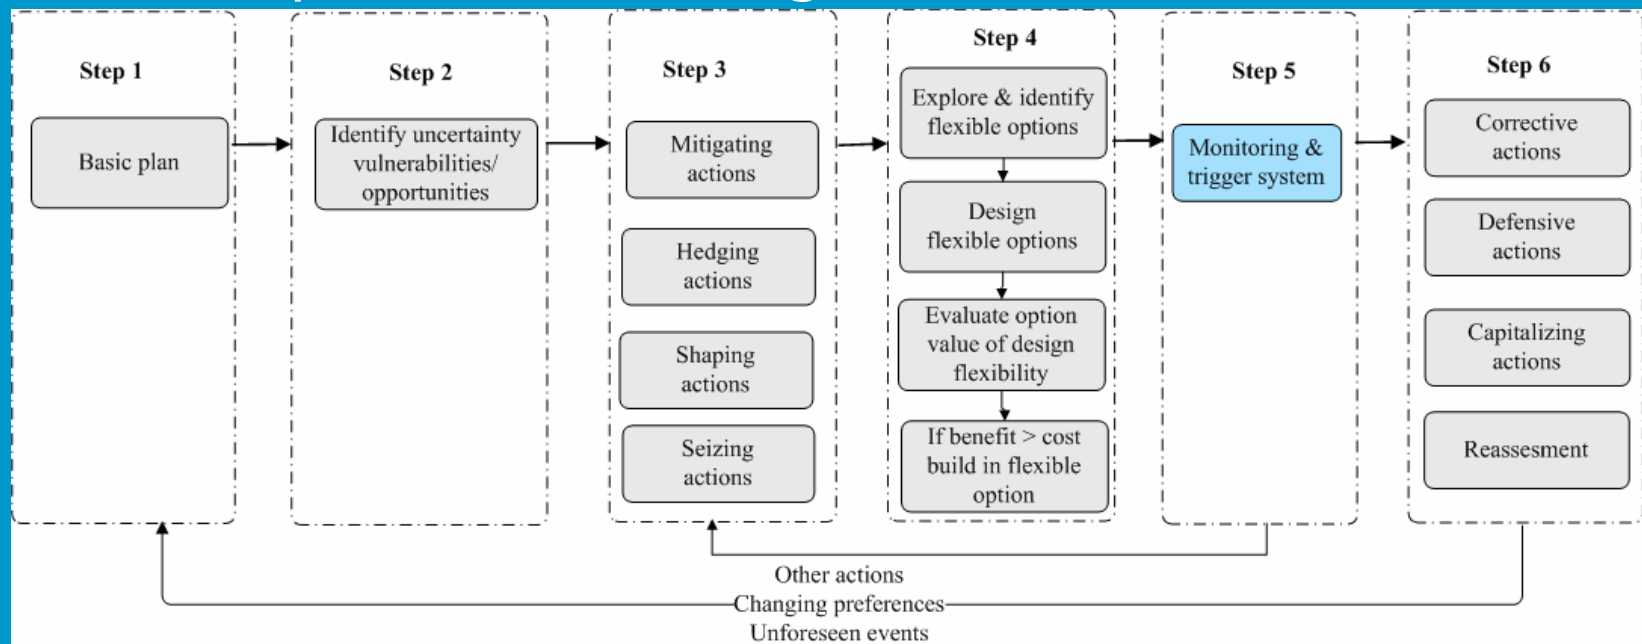 Step 1
Basic plan
Step 2
Identify uncertainty
vulnerabilities/
opportunities
Step 3
Mitigating
actions
Hedging
actions
Shaping
actions
Seizing
actions
Step 4
Explore & identify
flexible options
Design
flexible options
Evaluate option
value of design
flexibility
If benefit > cost
build in flexible
option
Step 5
Monitoring &
trigger system
Step 6
Corrective
actions
Defensive
actions
Capitalizing
actions
Reassesment
Other actions
Changing preferences
Unforeseen events